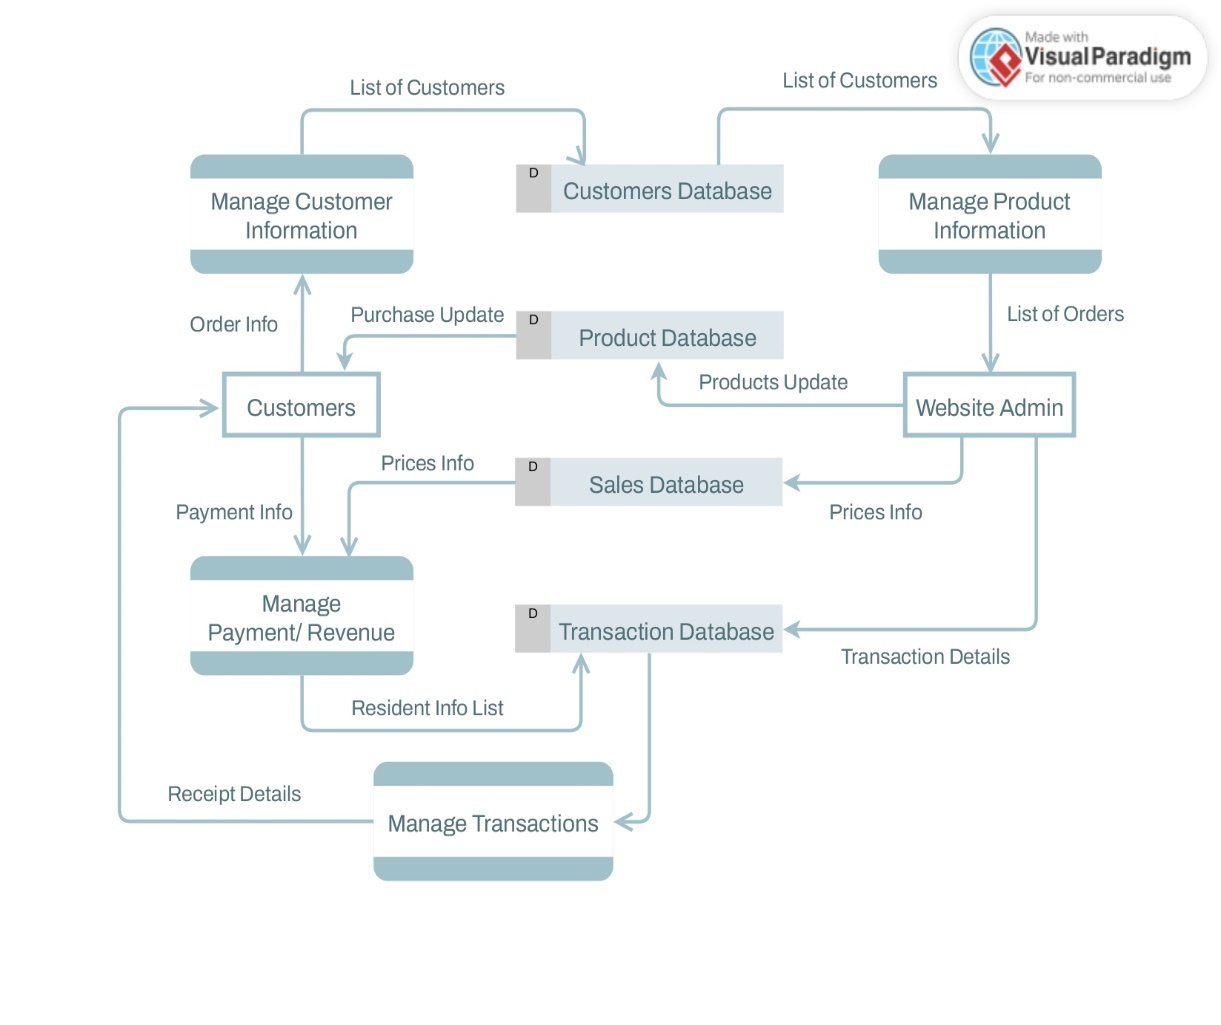 Made with
Visual Paradigm
For non-commercial use
List of Customers
List of Customers
D
Customers Database
Manage Customer
Information
Manage Product
Information
Order Info
Purchase Update
D
Product Database
List of Orders
Products Update
Customers
Website Admin
Prices Info
D
Sales Database
Payment Info
Prices Info
Manage
Payment/ Revenue
D
Transaction Database
Transaction Details
Resident Info List
Receipt Details
Manage Transactions